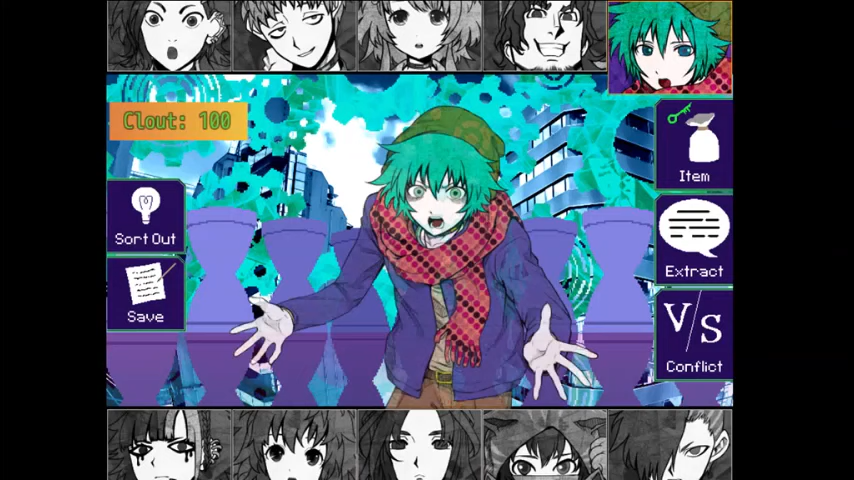 Clout: 100
Item
Sort Out
Extract
Save
V/S
Conflict